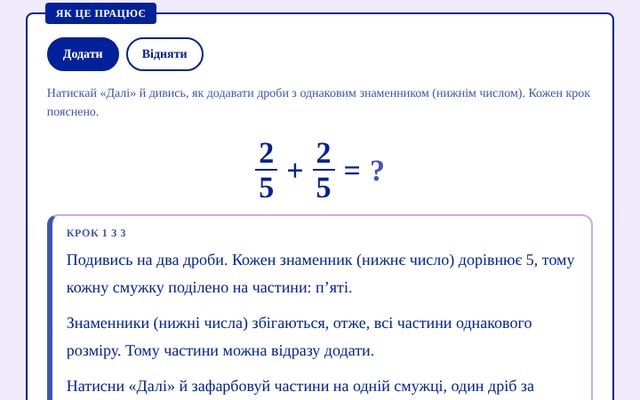 ЯК ЦЕ ПРАЦЮЄ
Додати Відняти
Натискай «Далі» й дивись, як додавати дроби з однаковим знаменником (нижнім числом). Кожен крок
пояснено.
2/5 + 2/5 = ?
КРОК 1 З 3
Подивись на два дроби. Кожен знаменник (нижнє число) дорівнює 5, тому
кожну смужку поділено на частини: п’яті.
Знаменники (нижні числа) збігаються, отже, всі частини однакового
розміру. Тому частини можна відразу додати.
Натисни «Далі» й зафарбовуй частини на одній смужці, один дріб за